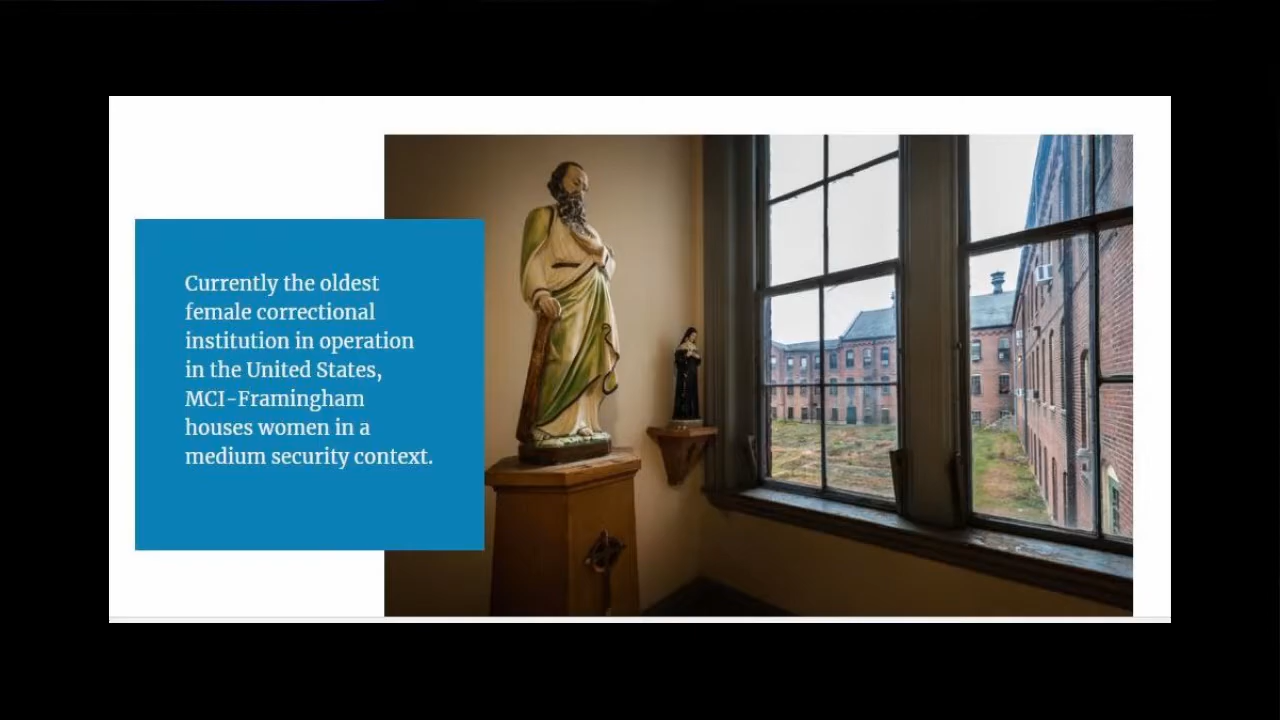 Currently the oldest
female correctional
institution in operation
in the United States,
MCI-Framingham
houses women in a
medium security context.